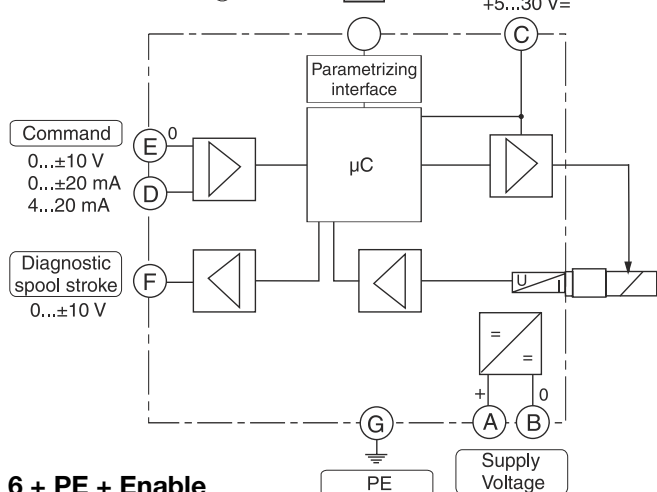 +5...30 V=
C
Parametrizing
interface
Command
E
0
0...±10 V
0...±20 mA
4...20 mA
D
µC
Diagnostic
spool stroke
F
0...±10 V
U
I
=
=
+
0
G
A
B
6 + PE + Enable
PE
Supply
Voltage